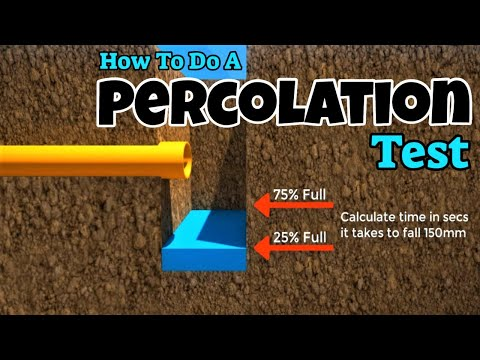 How To Do A
PERCOLATION
Test
75% Full
25% Full
Calculate time in secs
it takes to fall 150mm